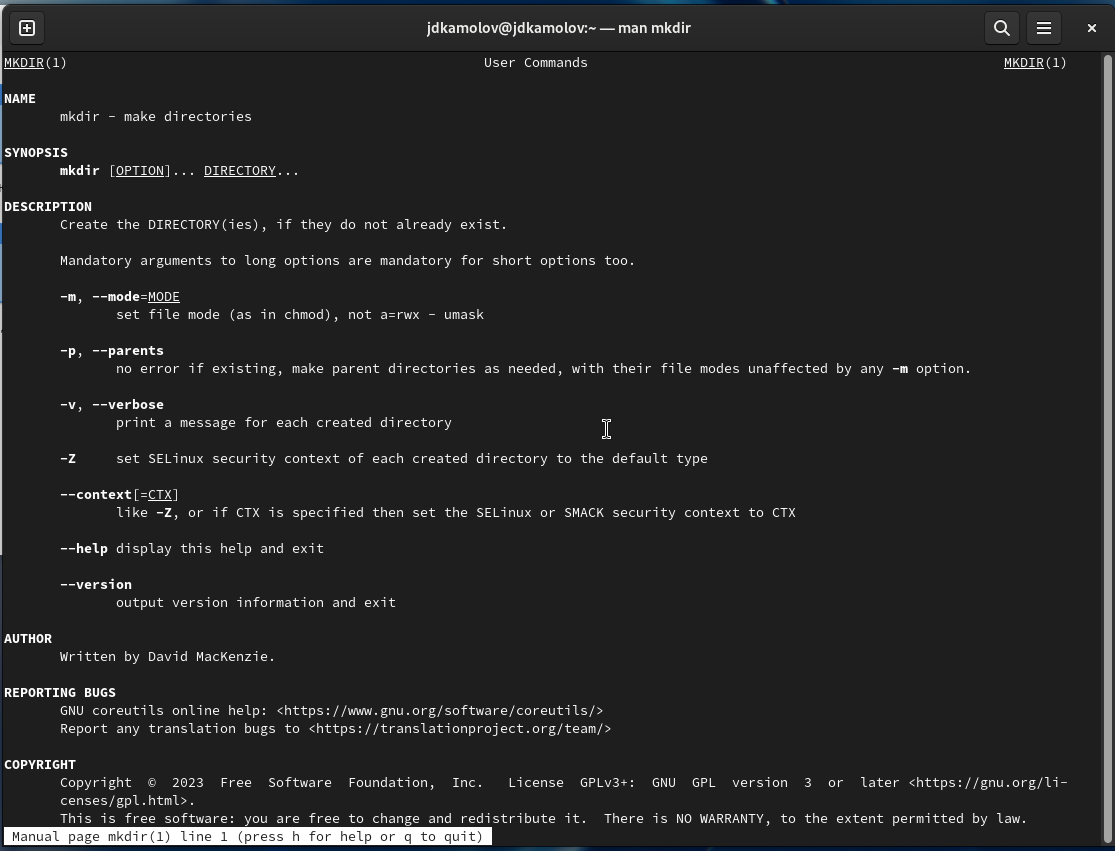 jdkamolov@jdkamolov:~ — man mkdir
MKDIR(1) User Commands MKDIR(1)
NAME
mkdir - make directories
SYNOPSIS
mkdir [OPTION]... DIRECTORY...
DESCRIPTION
Create the DIRECTORY(ies), if they do not already exist.
Mandatory arguments to long options are mandatory for short options too.
-m, --mode=MODE
set file mode (as in chmod), not a=rwx - umask
-p, --parents
no error if existing, make parent directories as needed, with their file modes unaffected by any -m option.
-v, --verbose
print a message for each created directory
-Z set SELinux security context of each created directory to the default type
--context[=CTX]
like -Z, or if CTX is specified then set the SELinux or SMACK security context to CTX
--help display this help and exit
--version
output version information and exit
AUTHOR
Written by David MacKenzie.
REPORTING BUGS
GNU coreutils online help: <https://www.gnu.org/software/coreutils/>
Report any translation bugs to <https://translationproject.org/team/>
COPYRIGHT
Copyright © 2023 Free Software Foundation, Inc. License GPLv3+: GNU GPL version 3 or later <https://gnu.org/li-
censes/gpl.html>.
This is free software: you are free to change and redistribute it. There is NO WARRANTY, to the extent permitted by law.
Manual page mkdir(1) line 1 (press h for help or q to quit)